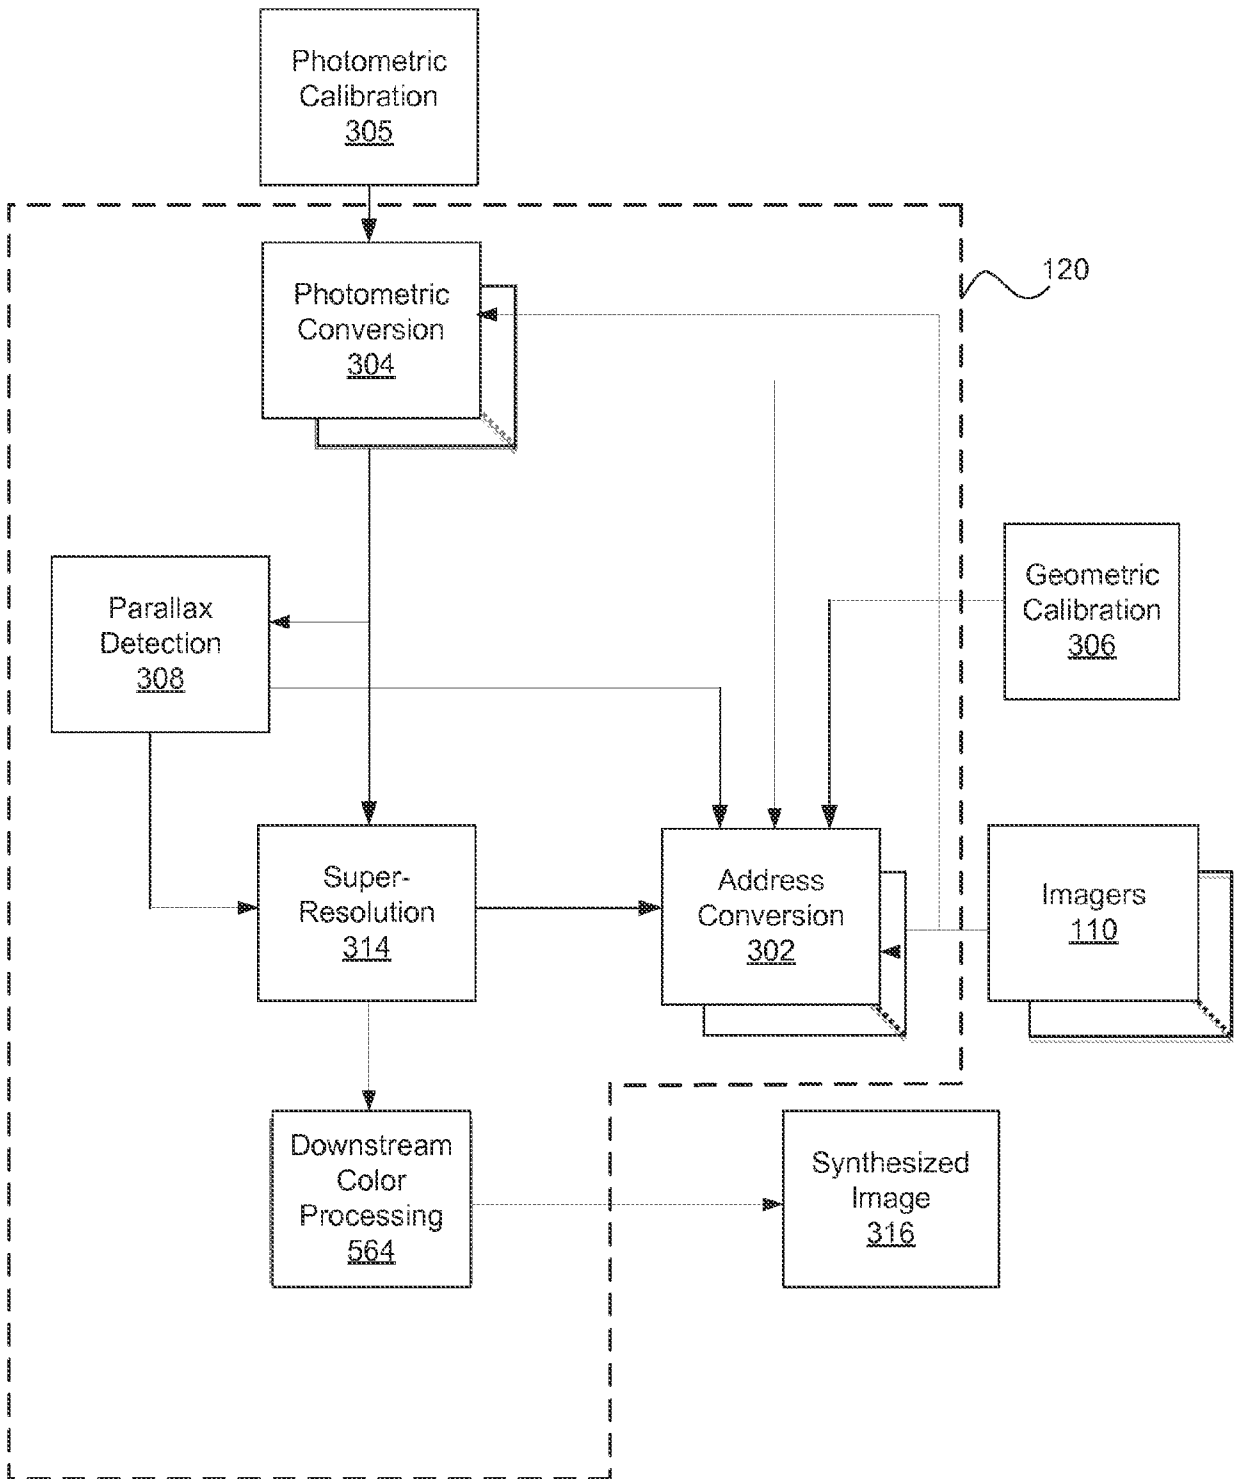 Photometric
Calibration
305
120
Photometric
Conversion
304
Geometric
Calibration
306
Parallax
Detection
308
Super-
Resolution
314
Address
Conversion
302
Imagers
110
Downstream
Color
Processing
564
Synthesized
Image
316